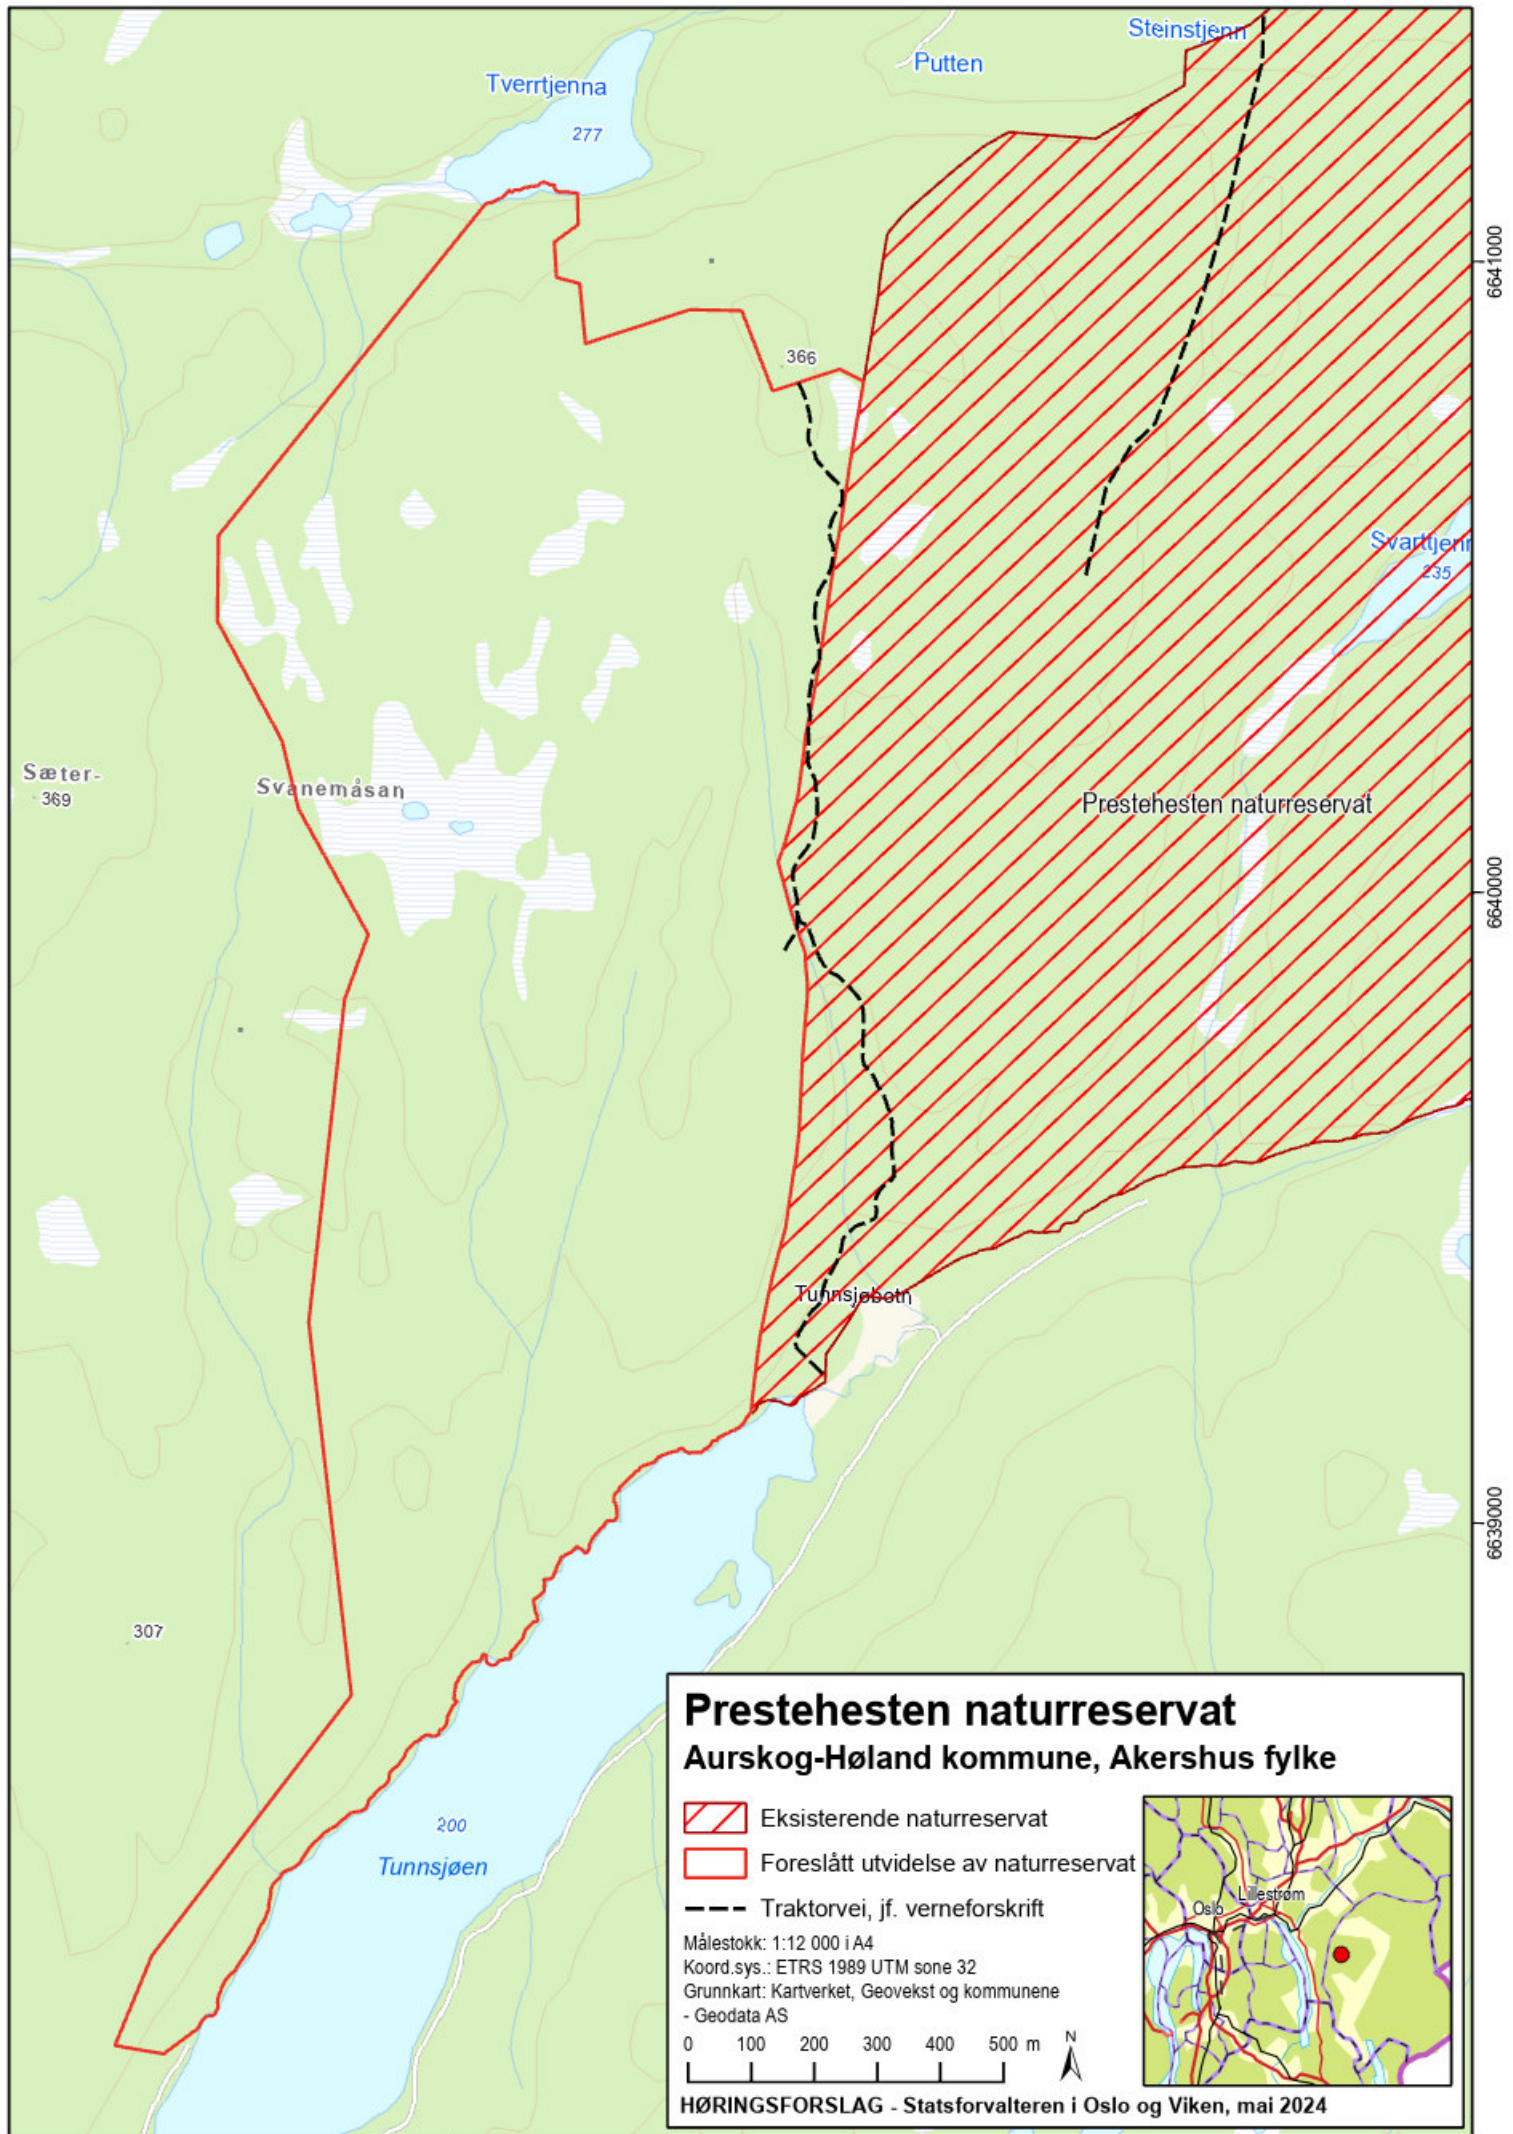 Steinstjenn
Putten
Tverrtjenna
277
6641000
366
Svarttjenn
235
Sæter-
369
Svanemåsan
Prestehesten naturreservat
6640000
Tunnsjøbotn
6639000
307
200
Tunnsjøen
Prestehesten naturreservat
Aurskog-Høland kommune, Akershus fylke
Eksisterende naturreservat
Foreslått utvidelse av naturreservat
Traktorvei, jf. verneforskrift
Målestokk: 1:12 000 i A4
Koord.sys.: ETRS 1989 UTM sone 32
Grunnkart: Kartverket, Geovekst og kommunene
- Geodata AS
0 100 200 300 400 500 m
N
Lillestrøm
Oslo
HØRINGSFORSLAG - Statsforvalteren i Oslo og Viken, mai 2024